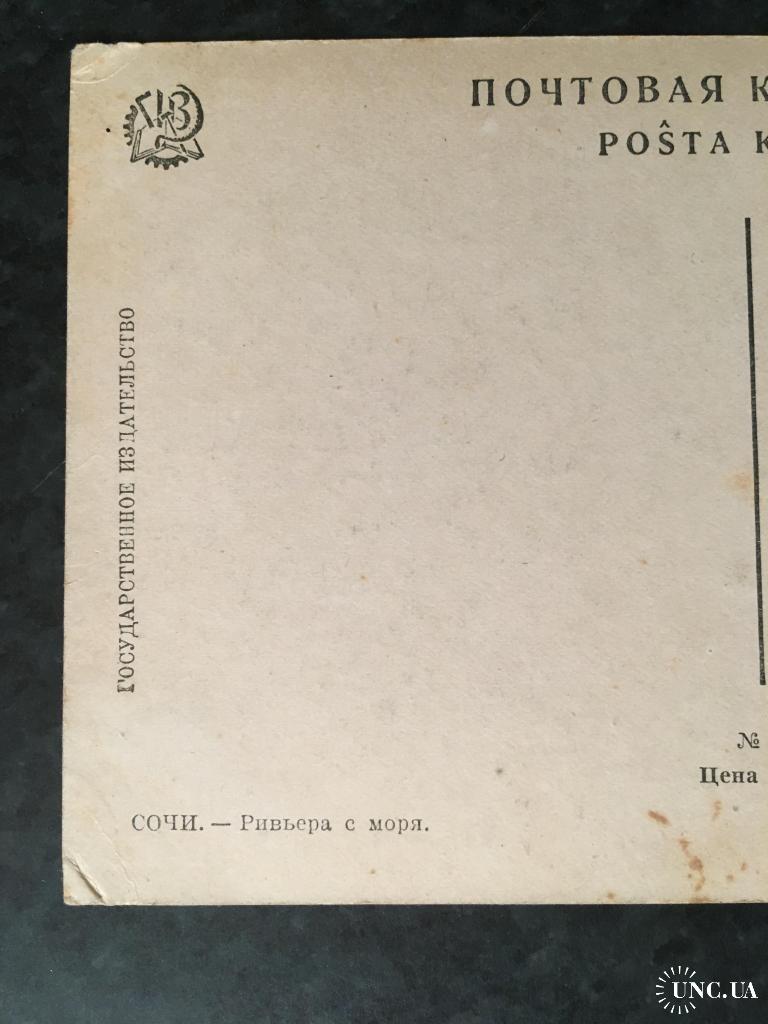 ПОЧТОВАЯ К
POŜTA K
ГОСУДАРСТВЕННОЕ ИЗДАТЕЛЬСТВО
№
Цена
СОЧИ. — Ривьера с моря.
UNC.UA